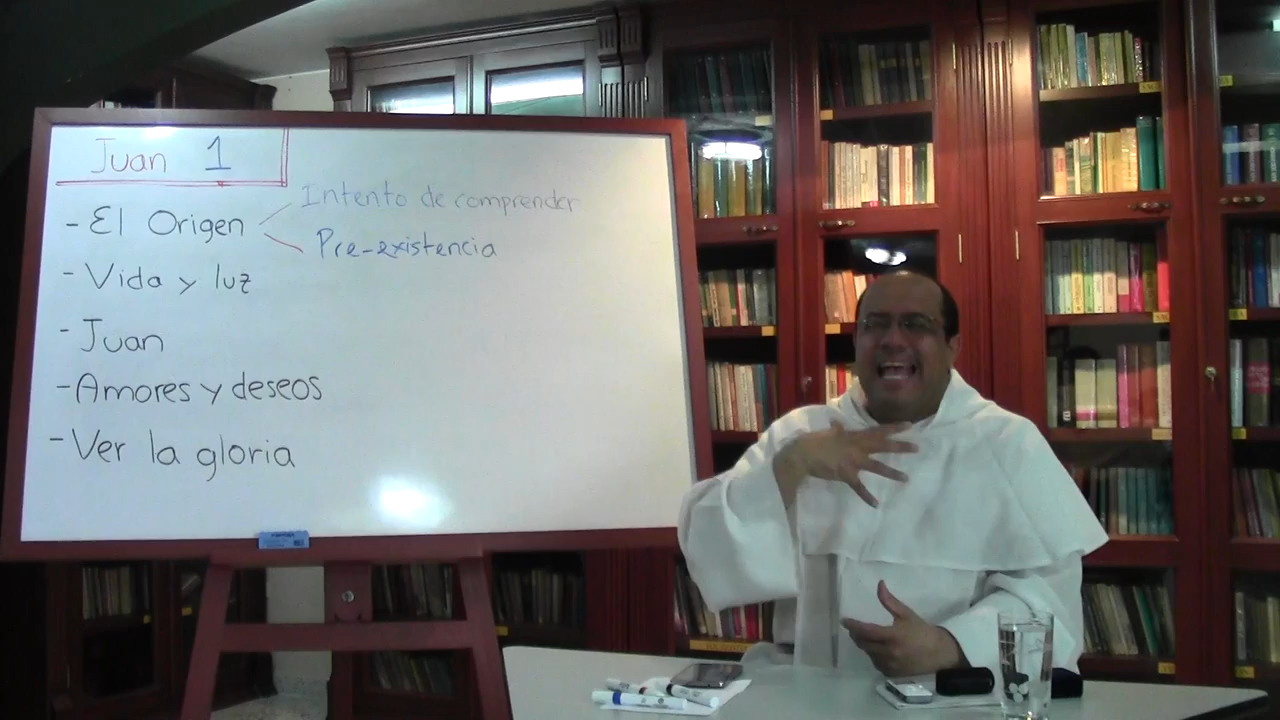 Juan 1
- El Origen
Intento de comprender
Pre-existencia
- Vida y luz
- Juan
- Amores y deseos
- Ver la gloria